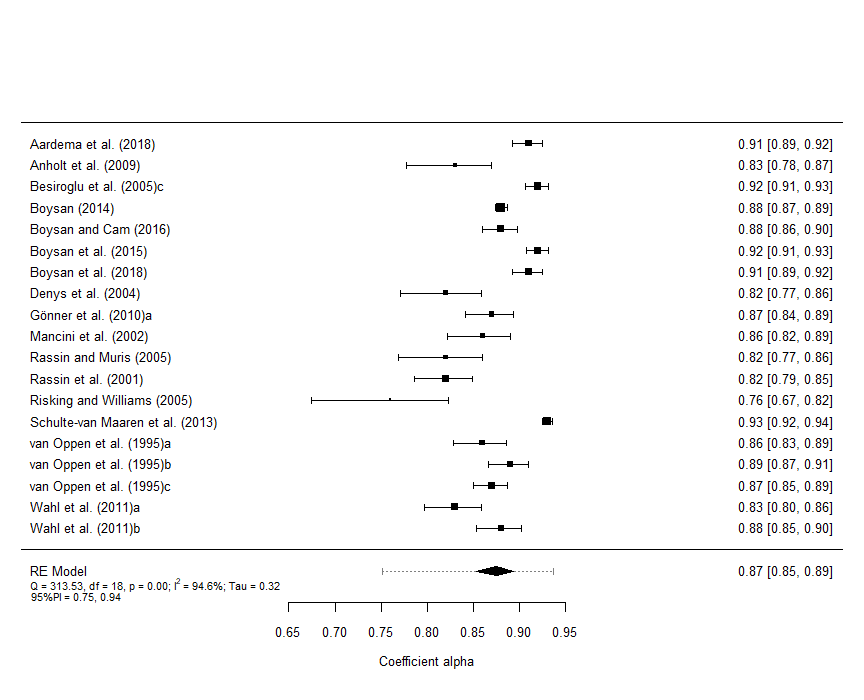 Aardema et al. (2018) 0.91 [0.89, 0.92]
Anholt et al. (2009) 0.83 [0.78, 0.87]
Besiroglu et al. (2005)c 0.92 [0.91, 0.93]
Boysan (2014) 0.88 [0.87, 0.89]
Boysan and Cam (2016) 0.88 [0.86, 0.90]
Boysan et al. (2015) 0.92 [0.91, 0.93]
Boysan et al. (2018) 0.91 [0.89, 0.92]
Denys et al. (2004) 0.82 [0.77, 0.86]
Gönner et al. (2010)a 0.87 [0.84, 0.89]
Mancini et al. (2002) 0.86 [0.82, 0.89]
Rassin and Muris (2005) 0.82 [0.77, 0.86]
Rassin et al. (2001) 0.82 [0.79, 0.85]
Risking and Williams (2005) 0.76 [0.67, 0.82]
Schulte-van Maaren et al. (2013) 0.93 [0.92, 0.94]
van Oppen et al. (1995)a 0.86 [0.83, 0.89]
van Oppen et al. (1995)b 0.89 [0.87, 0.91]
van Oppen et al. (1995)c 0.87 [0.85, 0.89]
Wahl et al. (2011)a 0.83 [0.80, 0.86]
Wahl et al. (2011)b 0.88 [0.85, 0.90]
RE Model 0.87 [0.85, 0.89]
Q = 313.53, df = 18, p = 0.00; I² = 94.6%; Tau = 0.32
95%PI = 0.75, 0.94
0.65 0.70 0.75 0.80 0.85 0.90 0.95
Coefficient alpha